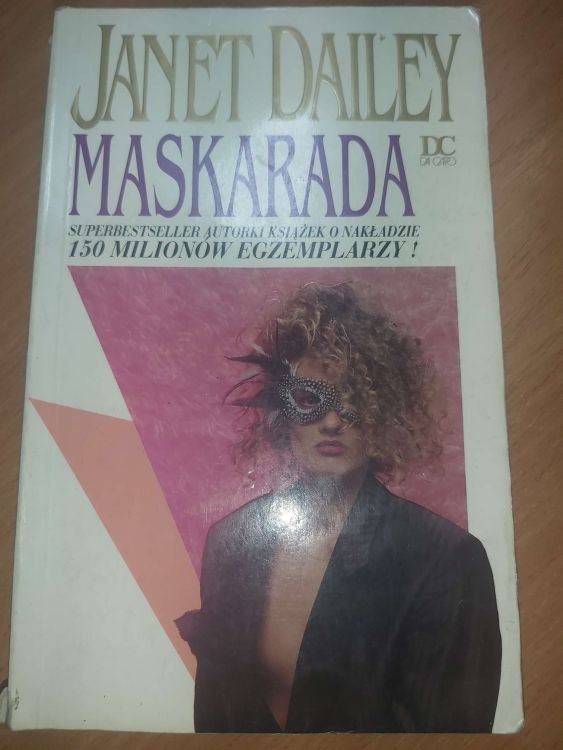 JANET DAILEY
MASKARADA
DC
DA CAPO
SUPERBESTSELLER AUTORKI KSIĄŻEK O NAKŁADZIE
150 MILIONÓW EGZEMPLARZY !